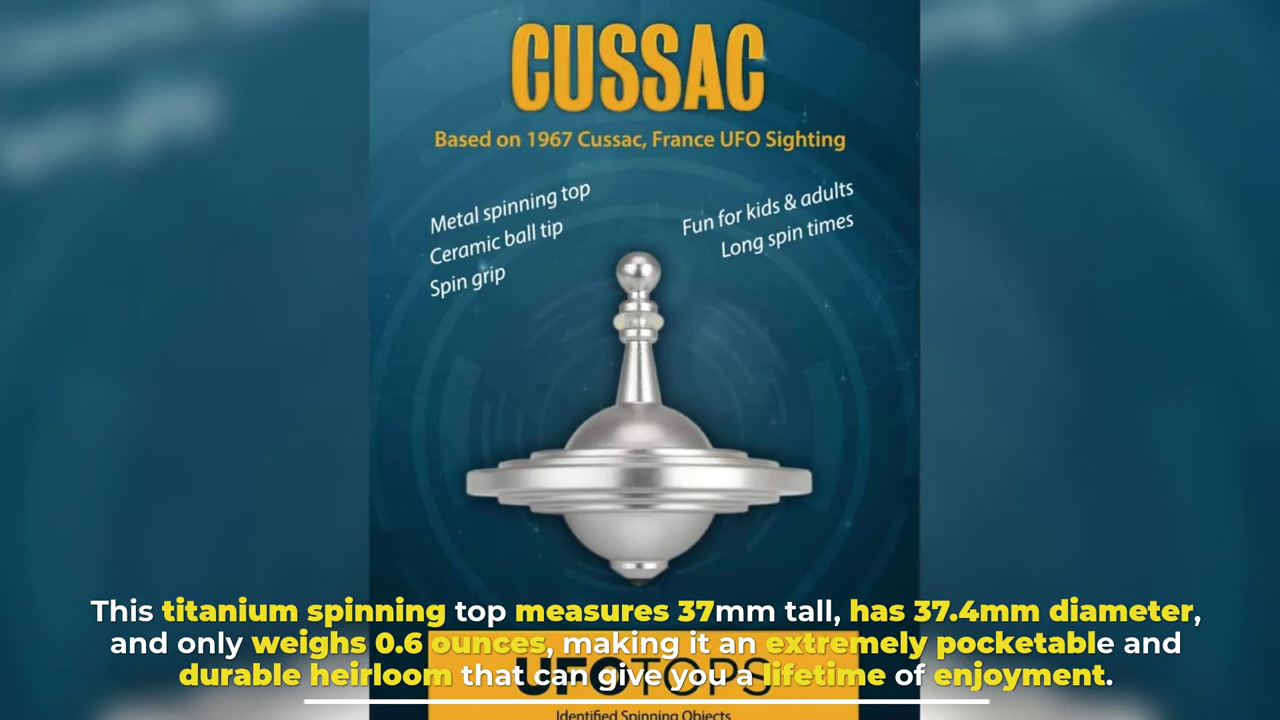 CUSSAC
Based on 1967 Cussac, France UFO Sighting
Metal spinning top
Ceramic ball tip
Spin grip
Fun for kids & adults
Long spin times
This titanium spinning top measures 37mm tall, has 37.4mm diameter,
and only weighs 0.6 ounces, making it an extremely pocketable and
durable heirloom that can give you a lifetime of enjoyment.
UFOTOPS
Identified Spinning Objects